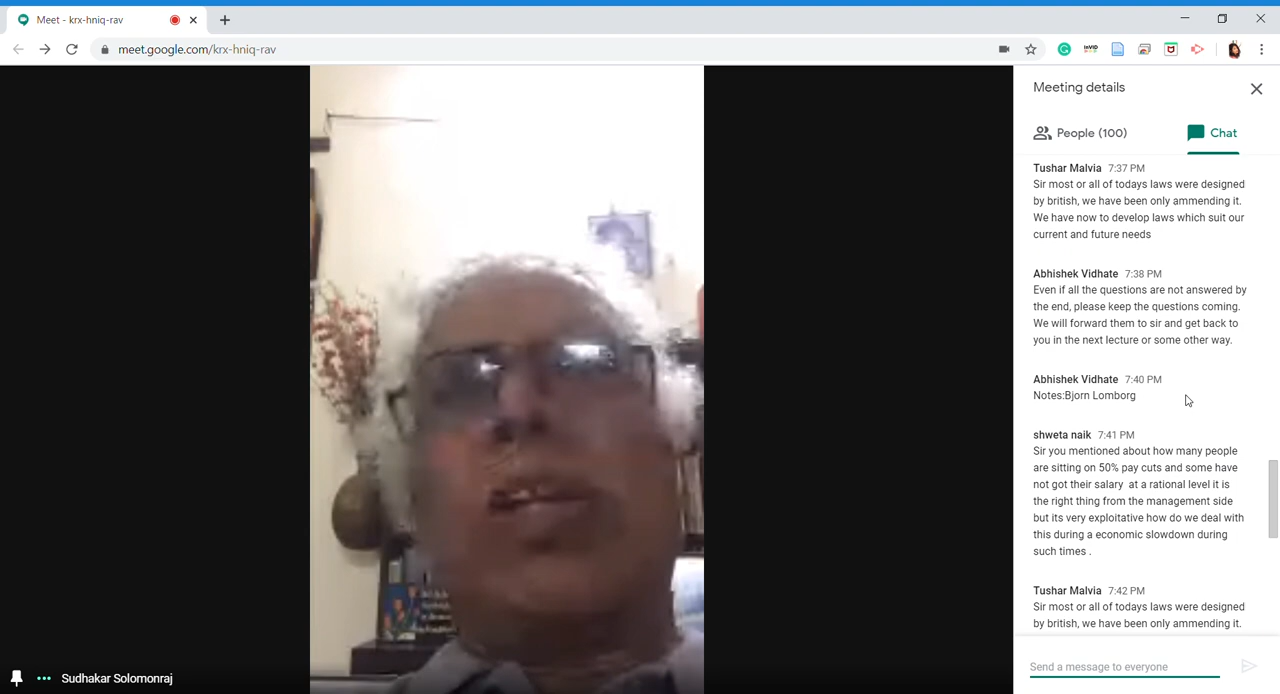 Meet - krx-hniq-rav
meet.google.com/krx-hniq-rav
InVID
Meeting details
People (100)
Chat
Tushar Malvia 7:37 PM
Sir most or all of todays laws were designed
by british, we have been only ammending it.
We have now to develop laws which suit our
current and future needs
Abhishek Vidhate 7:38 PM
Even if all the questions are not answered by
the end, please keep the questions coming.
We will forward them to sir and get back to
you in the next lecture or some other way.
Abhishek Vidhate 7:40 PM
Notes:Bjorn Lomborg
shweta naik 7:41 PM
Sir you mentioned about how many people
are sitting on 50% pay cuts and some have
not got their salary at a rational level it is
the right thing from the management side
but its very exploitative how do we deal with
this during a economic slowdown during
such times .
Tushar Malvia 7:42 PM
Sir most or all of todays laws were designed
by british, we have been only ammending it.
Send a message to everyone
Sudhakar Solomonraj